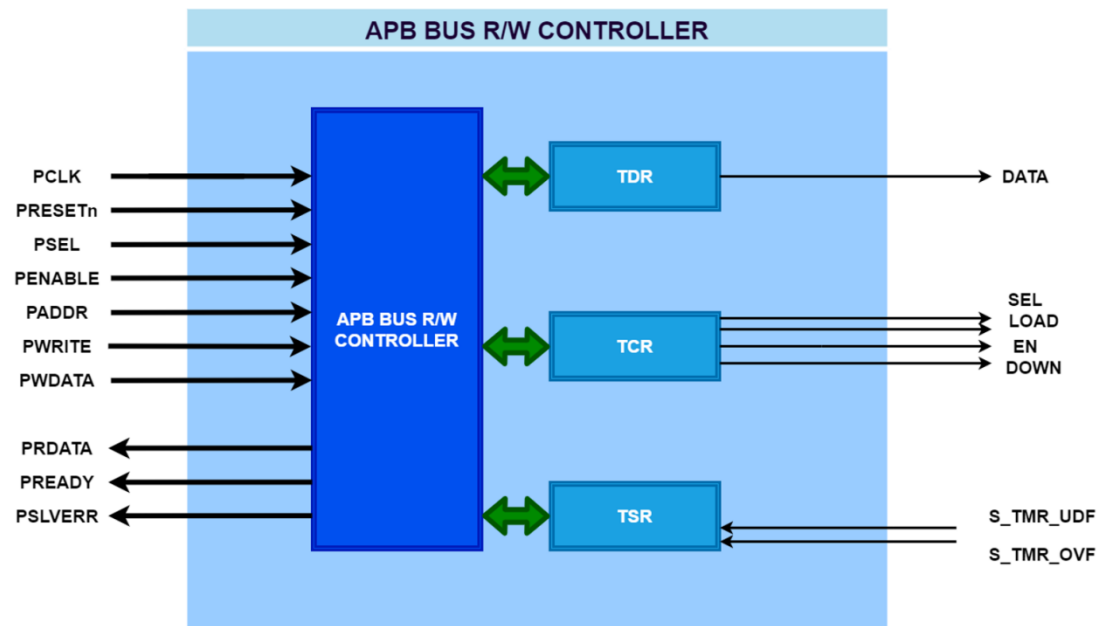 APB BUS R/W CONTROLLER
PCLK
PRESETn
PSEL
PENABLE
PADDR
PWRITE
PWDATA
PRDATA
PREADY
PSLVERR
APB BUS R/W
CONTROLLER
TDR
TCR
TSR
DATA
SEL
LOAD
EN
DOWN
S_TMR_UDF
S_TMR_OVF